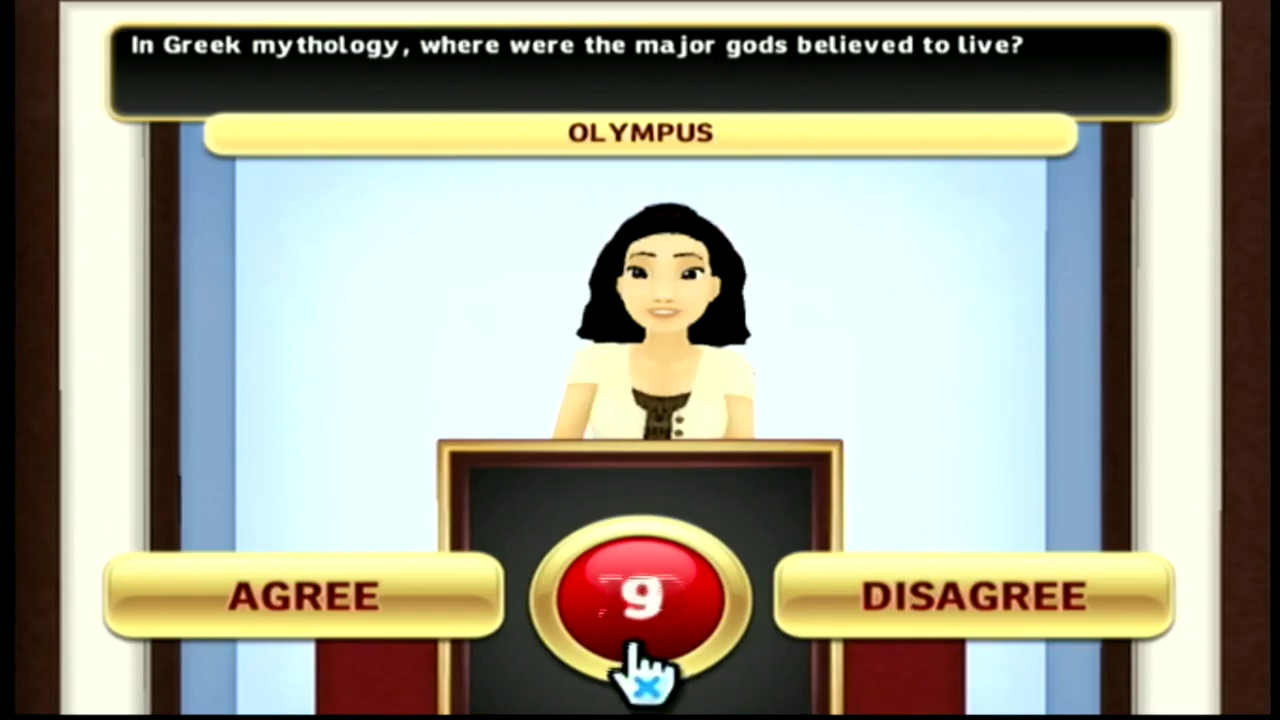 In Greek mythology, where were the major gods believed to live?
OLYMPUS
AGREE
9
DISAGREE